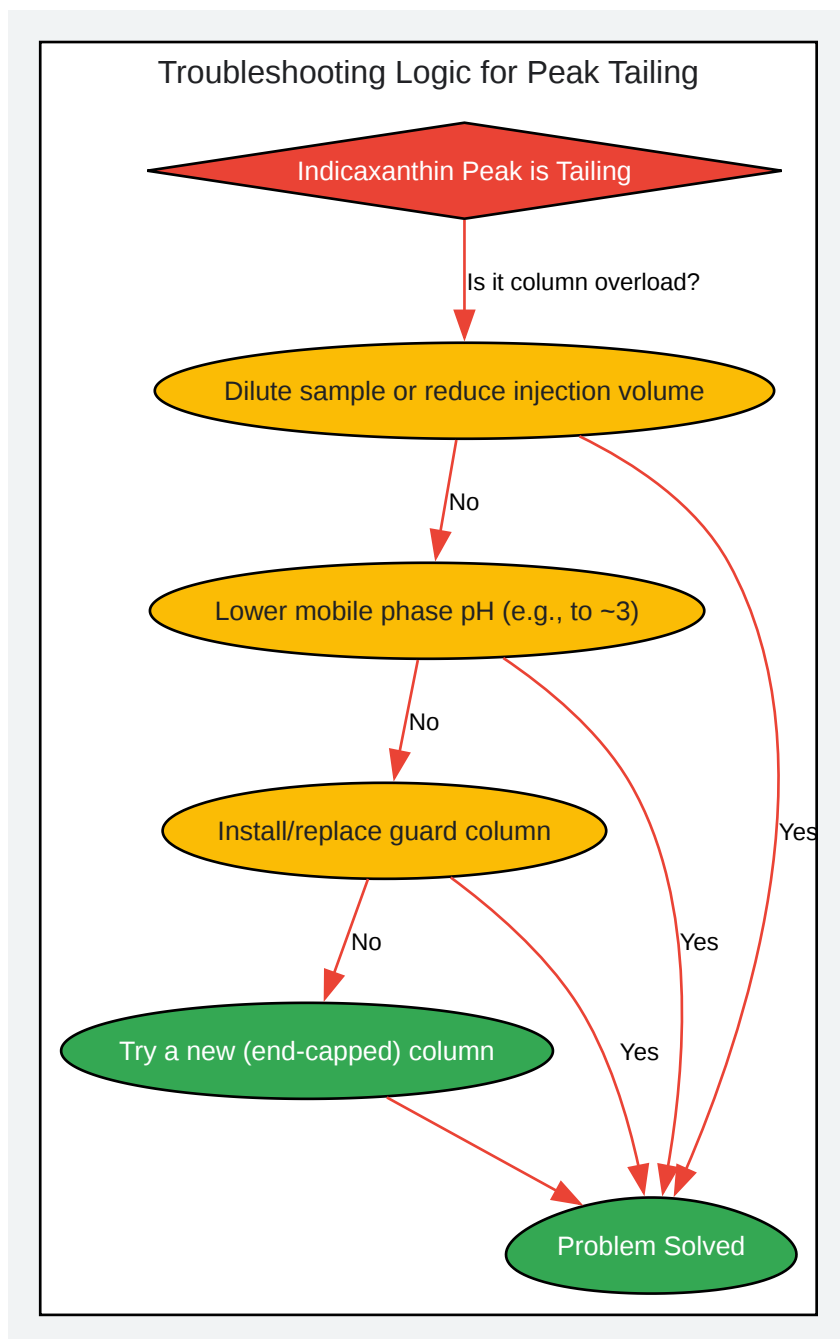 Troubleshooting Logic for Peak Tailing
Indicaxanthin Peak is Tailing
Is it column overload?
Dilute sample or reduce injection volume
No
Lower mobile phase pH (e.g., to ~3)
No
Install/replace guard column
Yes
No
Yes
Try a new (end-capped) column
Yes
Problem Solved